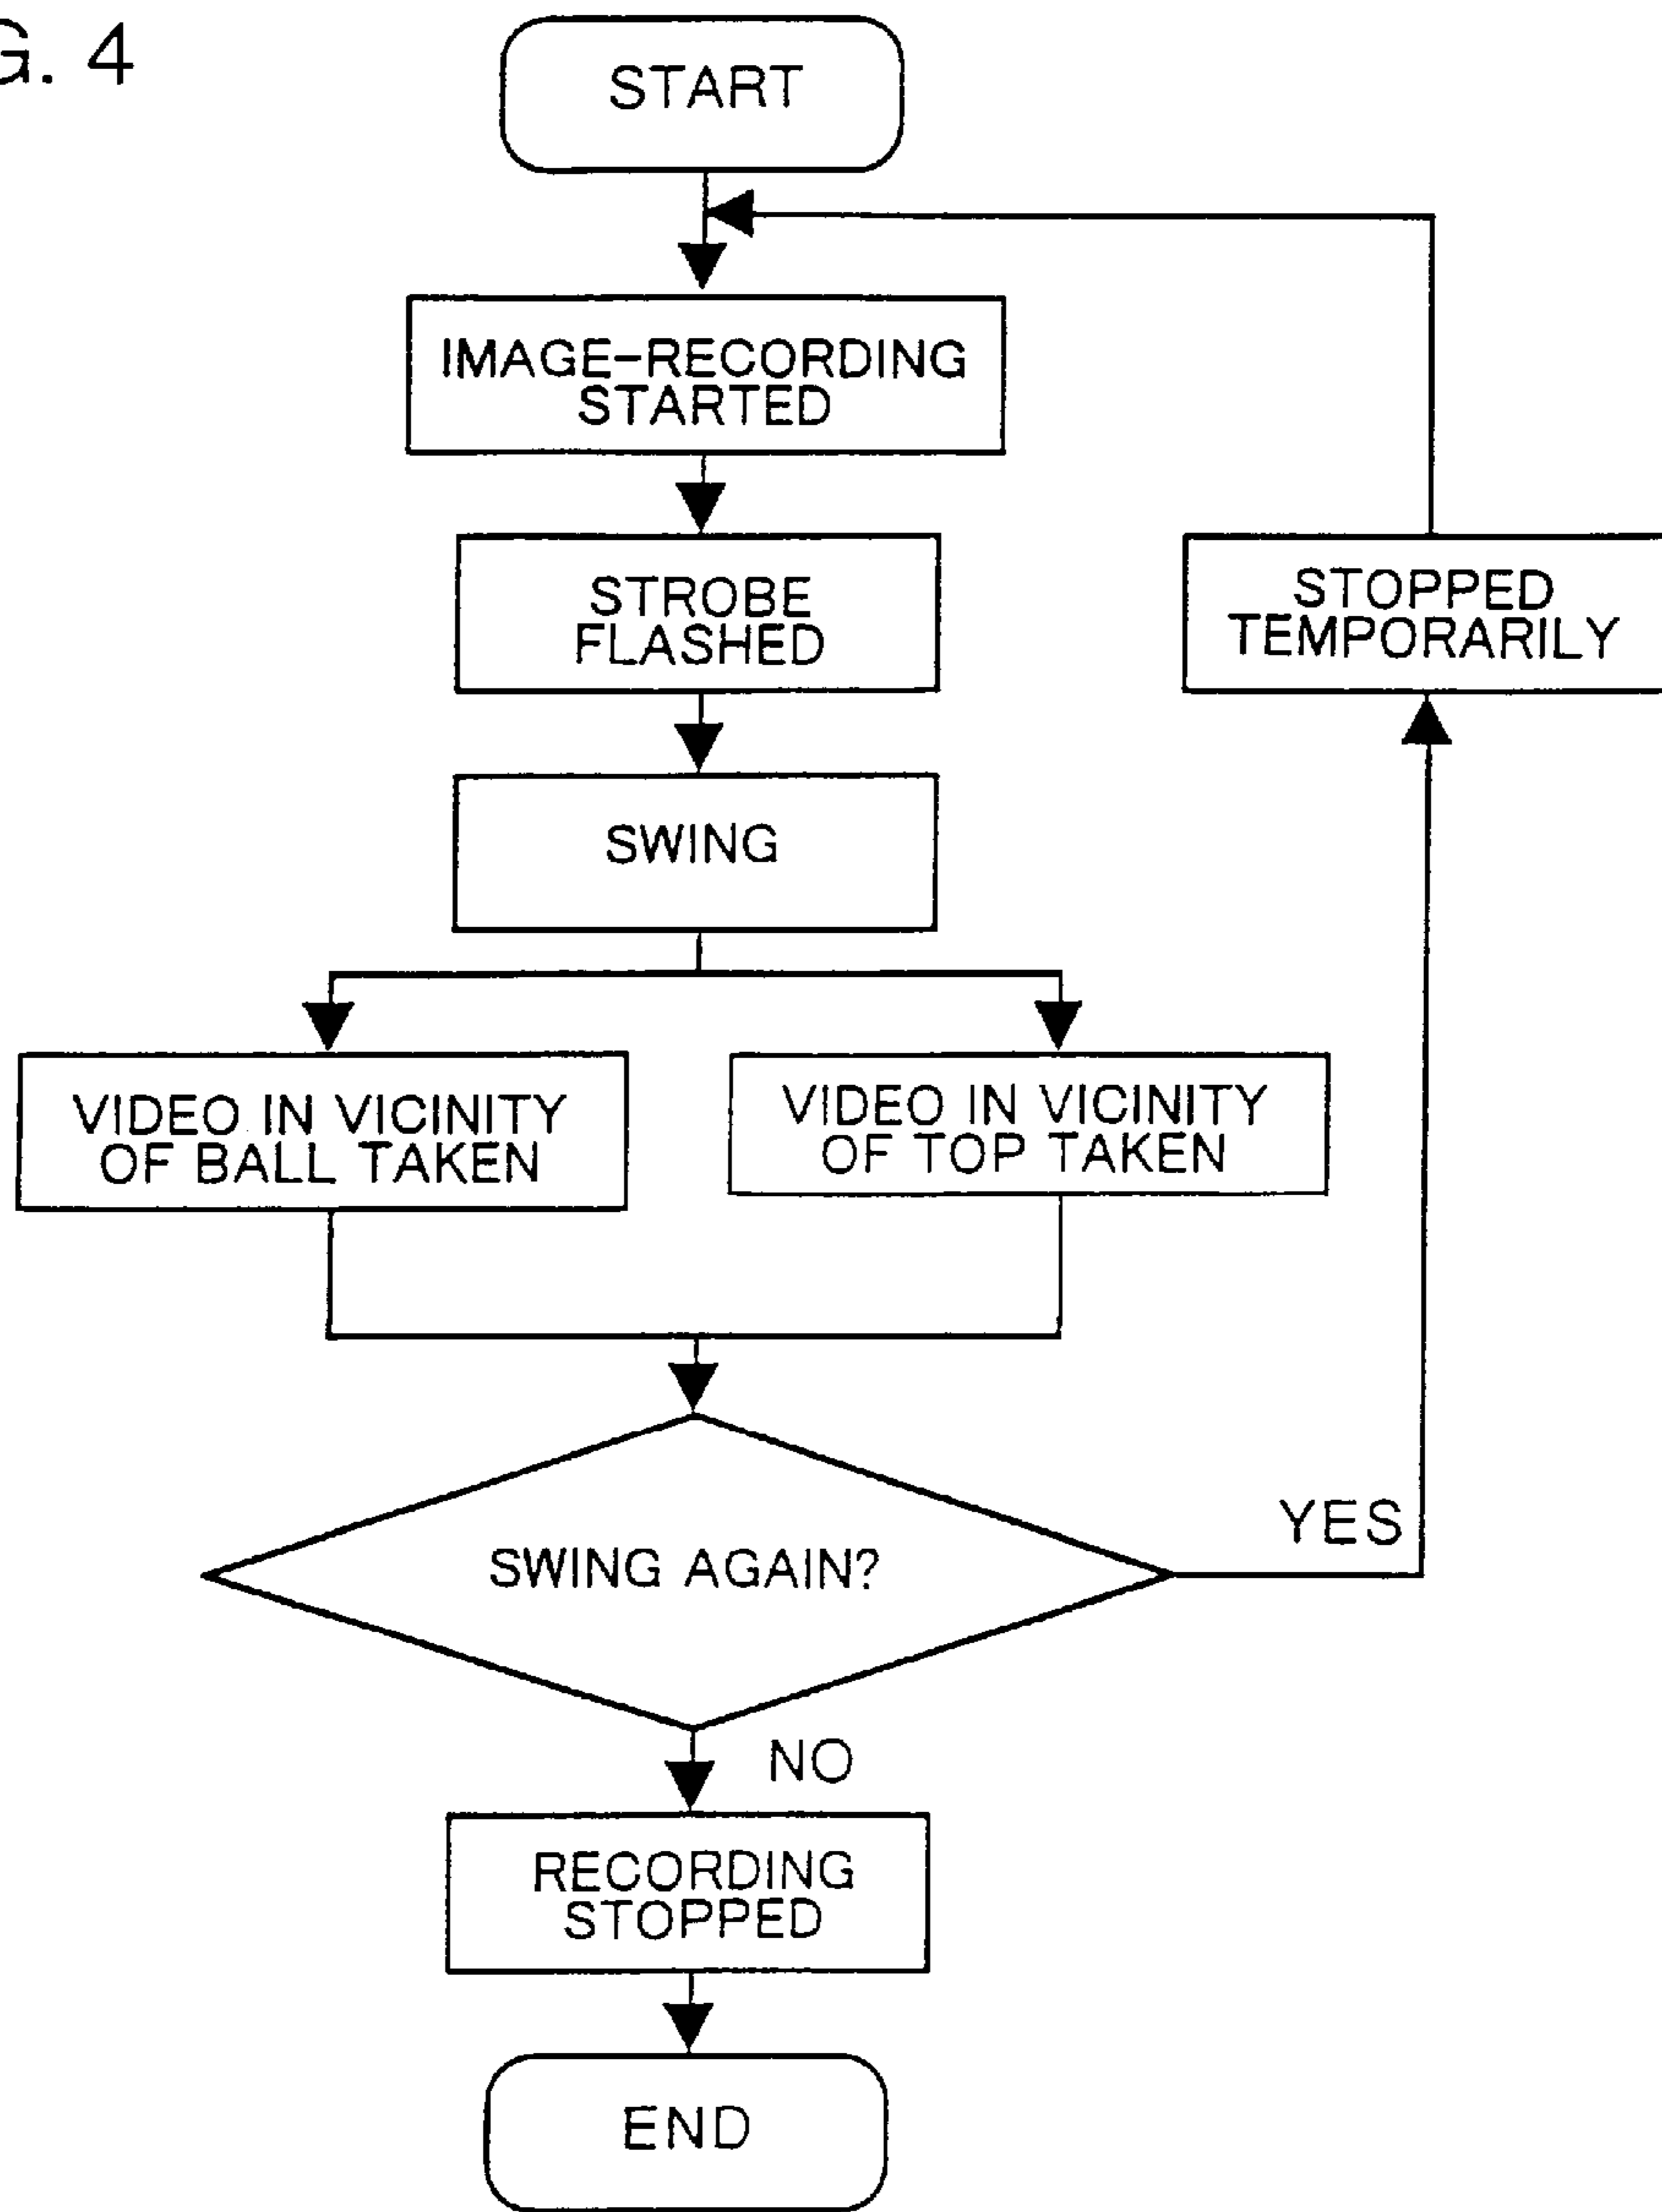 G. 4
START
IMAGE-RECORDING
STARTED
STROBE
FLASHED
STOPPED
TEMPORARILY
SWING
VIDEO IN VICINITY
OF BALL TAKEN
VIDEO IN VICINITY
OF TOP TAKEN
SWING AGAIN?
YES
NO
RECORDING
STOPPED
END